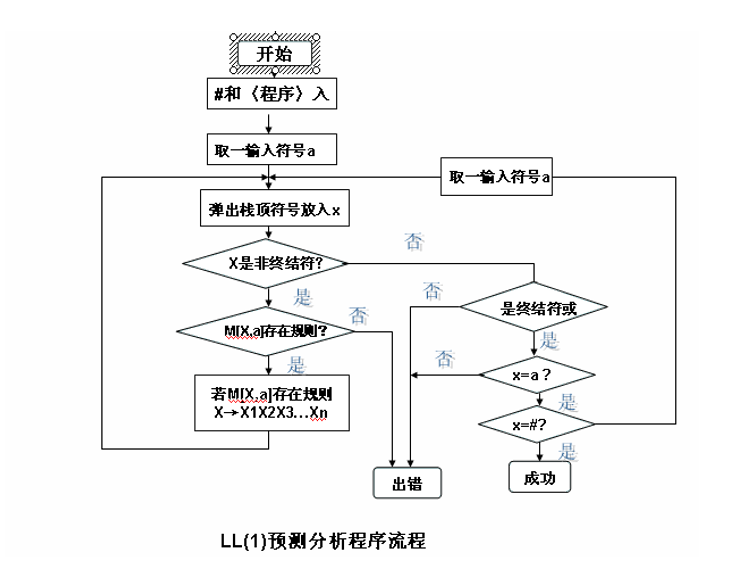 开始
#和〈程序〉入
取一输入符号a
取一输入符号a
弹出栈顶符号放入x
否
X是非终结符?
是
否
是终结符或
M[X,a]存在规则?
否
是
是
否
x=a？
若M[X,a]存在规则
X→X1X2X3…Xn
是
x=#?
是
出错
成功
LL(1)预测分析程序流程